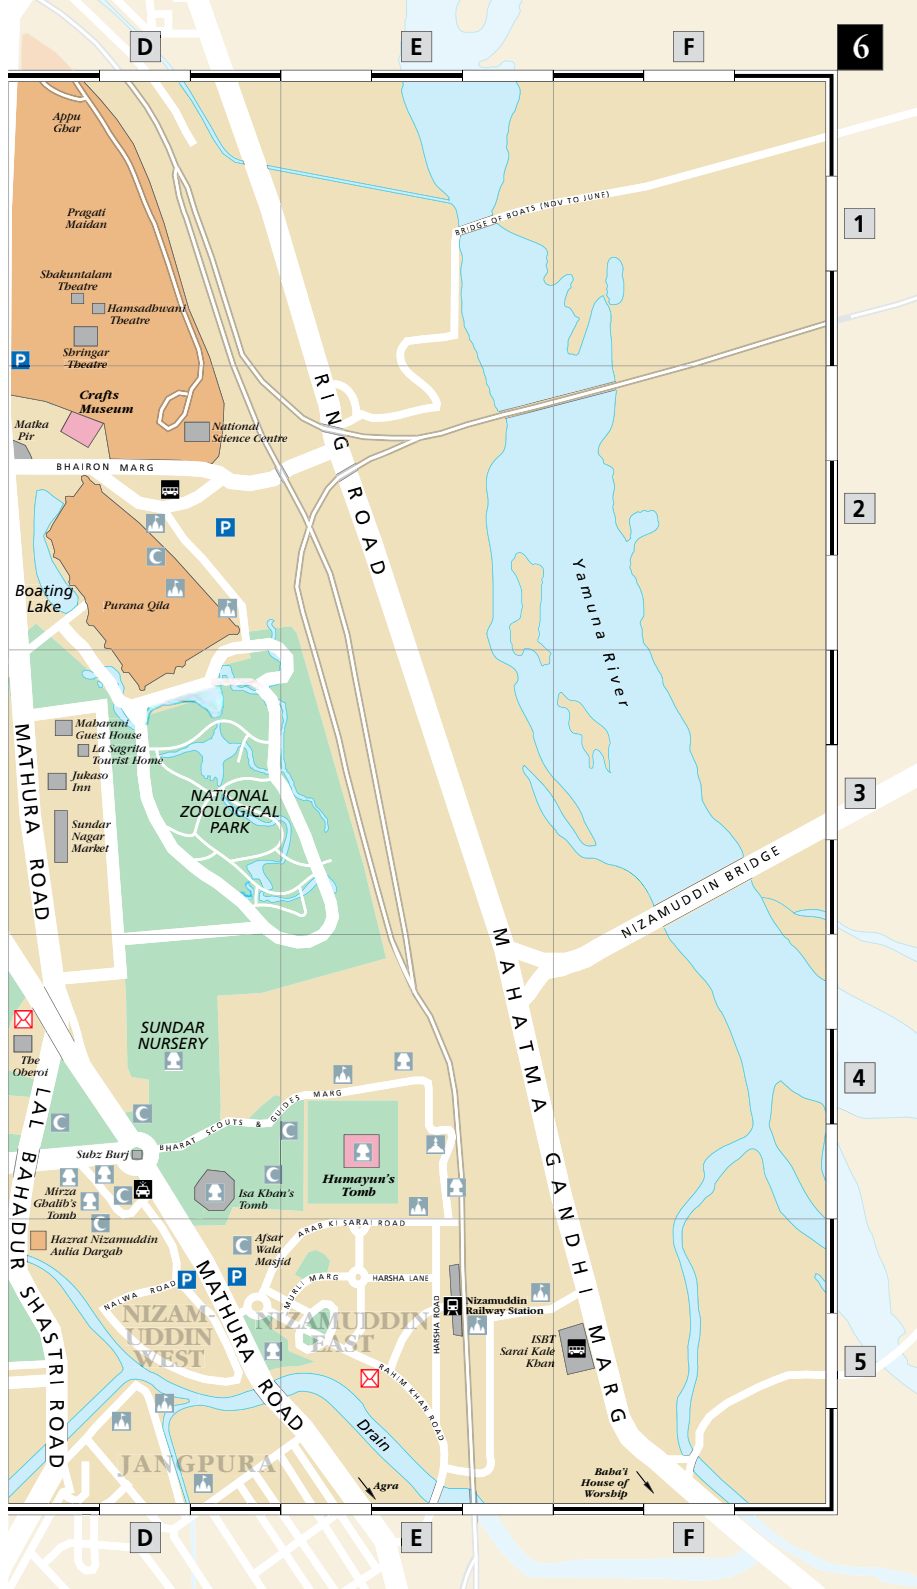 D
E
F
6
Appu
Ghar
Pragati
Maidan
BRIDGE OF BOATS (NOV TO JUNE)
1
Shakuntalam
Theatre
Hamsadhwani
Theatre
Shringar
Theatre
P
Crafts
Museum
Matka
Pir
National
Science Centre
RING ROAD
BHAIRON MARG
2
P
Boating
Lake
Purana Qila
Yamuna River
MATHURA ROAD
Maharani
Guest House
La Sagrita
Tourist Home
Jukaso
Inn
Sundar
Nagar
Market
NATIONAL
ZOOLOGICAL
PARK
3
NIZAMUDDIN BRIDGE
MAHATMA GANDHI MARG
SUNDAR
NURSERY
The
Oberoi
4
LAL BAHADUR SHASTRI ROAD
BHARAT SCOUTS & GUIDES MARG
Subz Burj
Mirza
Ghalib's
Tomb
Isa Khan's
Tomb
Humayun's
Tomb
Hazrat Nizamuddin
Aulia Dargah
Afsar
Wala
Masjid
ARAB KI SARAI ROAD
MURLI MARG
HARSHA LANE
HARSHA ROAD
P
P
NALWA ROAD
MATHURA ROAD
NIZAM-
UDDIN
WEST
NIZAMUDDIN
EAST
Nizamuddin
Railway Station
ISBT
Sarai Kale
Khan
5
RAHIM KHAN ROAD
Drain
JANGPURA
Agra
Baha'i
House of
Worship
D
E
F